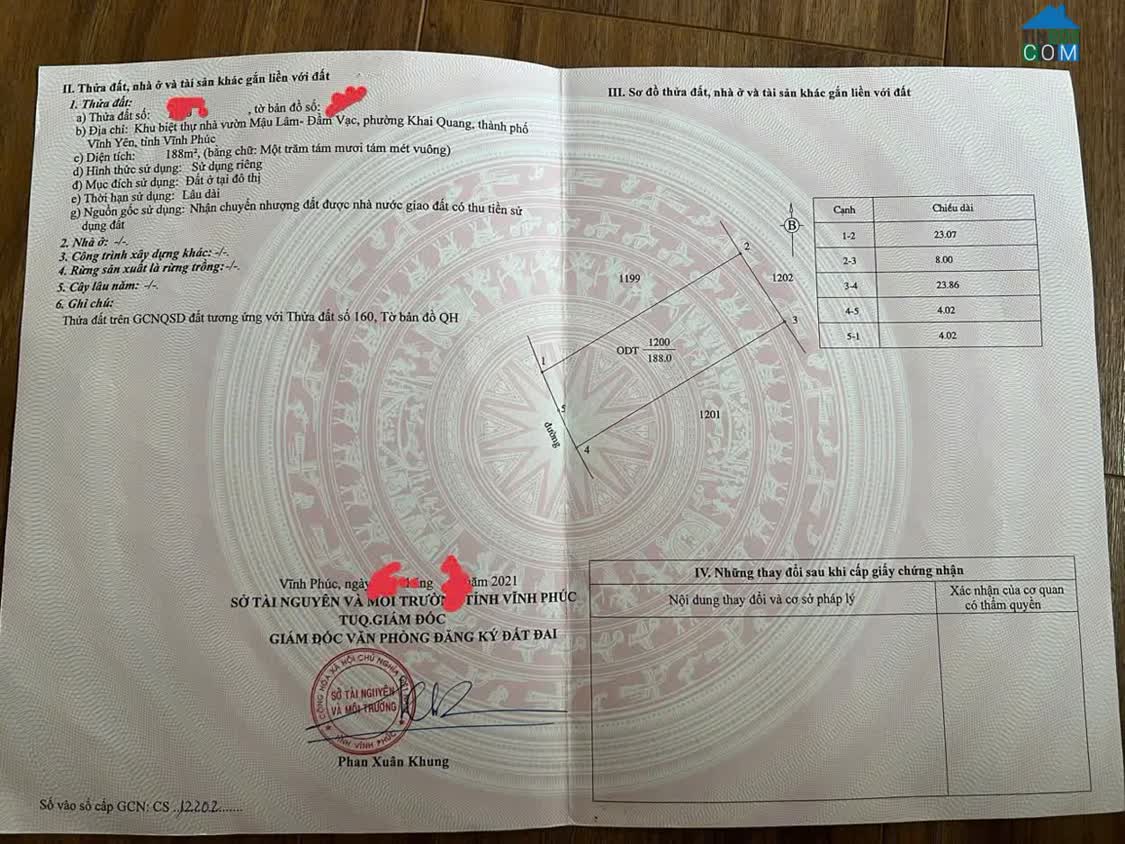 COM
II. Thửa đất, nhà ở và tài sản khác gắn liền với đất
1. Thửa đất:
a) Thửa đất số: , tờ bản đồ số:
b) Địa chỉ: Khu biệt thự nhà vườn Mậu Lâm- Đầm Vạc, phường Khai Quang, thành phố
Vĩnh Yên, tỉnh Vĩnh Phúc
c) Diện tích: 188m², (bằng chữ: Một trăm tám mươi tám mét vuông)
d) Hình thức sử dụng: Sử dụng riêng
đ) Mục đích sử dụng: Đất ở tại đô thị
e) Thời hạn sử dụng: Lâu dài
g) Nguồn gốc sử dụng: Nhận chuyển nhượng đất được nhà nước giao đất có thu tiền sử
dụng đất
2. Nhà ở: -/-.
3. Công trình xây dựng khác: -/-.
4. Rừng sản xuất là rừng trồng:-/-.
5. Cây lâu năm: -/-.
6. Ghi chú:
Thửa đất trên GCNQSD đất tương ứng với Thửa đất số 160, Tờ bản đồ QH
Vĩnh Phúc, ngày năm 2021
SỞ TÀI NGUYÊN VÀ MÔI TRƯỜNG TỈNH VĨNH PHÚC
TUQ.GIÁM ĐỐC
GIÁM ĐỐC VĂN PHÒNG ĐĂNG KÝ ĐẤT ĐAI
CỘNG HÒA XÃ HỘI CHỦ NGHĨA
SỞ TÀI NGUYÊN
VÀ MÔI TRƯỜNG
TỈNH VĨNH PHÚC
Phan Xuân Khung
Số vào sổ cấp GCN: CS ..12202.......
III. Sơ đồ thửa đất, nhà ở và tài sản khác gắn liền với đất
B
Cạnh Chiều dài
1-2 23.07
2-3 8.00
3-4 23.86
4-5 4.02
5-1 4.02
2
1199
1202
3
ODT 1200
188.0
1
5
đường
4
1201
IV. Những thay đổi sau khi cấp giấy chứng nhận
Nội dung thay đổi và cơ sở pháp lý
Xác nhận của cơ quan
có thẩm quyền